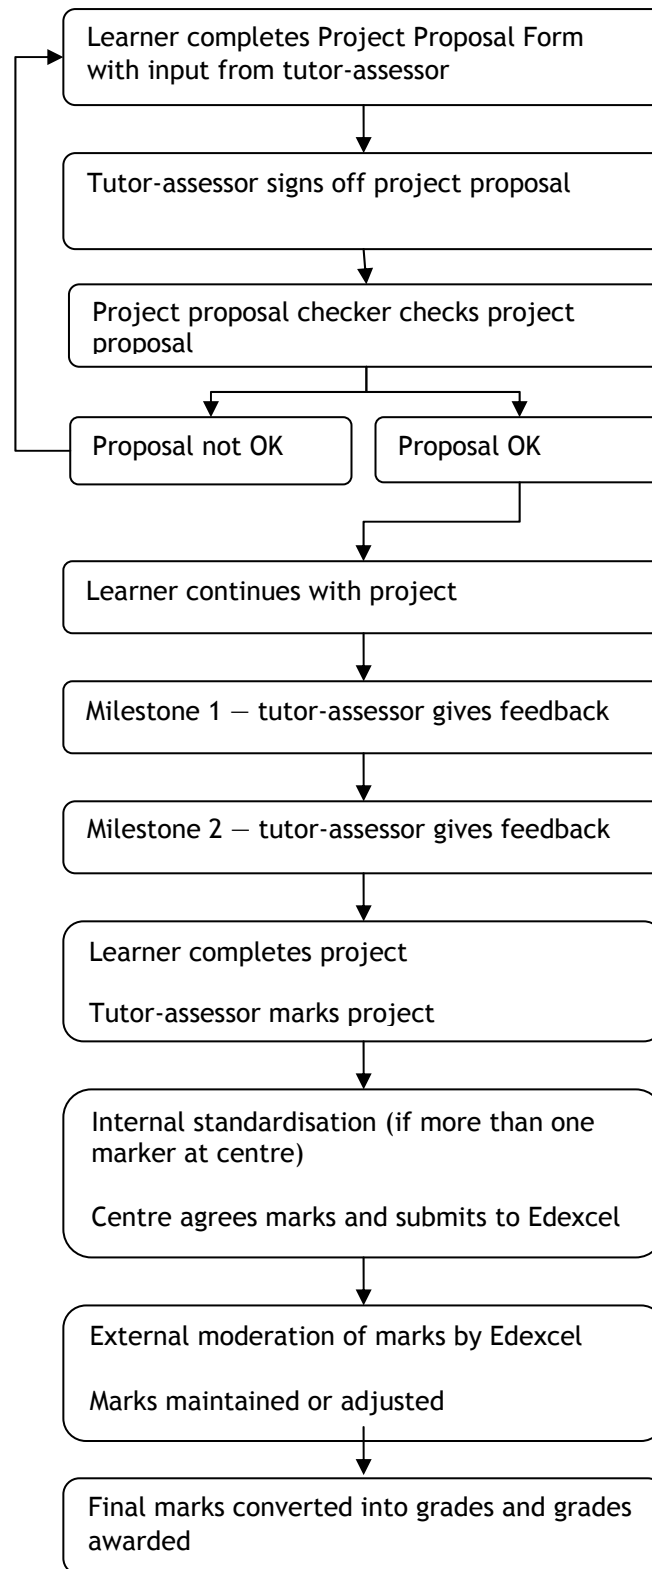 Learner completes Project Proposal Form
with input from tutor-assessor
Tutor-assessor signs off project proposal
Project proposal checker checks project
proposal
Proposal not OK
Proposal OK
Learner continues with project
Milestone 1 — tutor-assessor gives feedback
Milestone 2 — tutor-assessor gives feedback
Learner completes project
Tutor-assessor marks project
Internal standardisation (if more than one
marker at centre)
Centre agrees marks and submits to Edexcel
External moderation of marks by Edexcel
Marks maintained or adjusted
Final marks converted into grades and grades
awarded